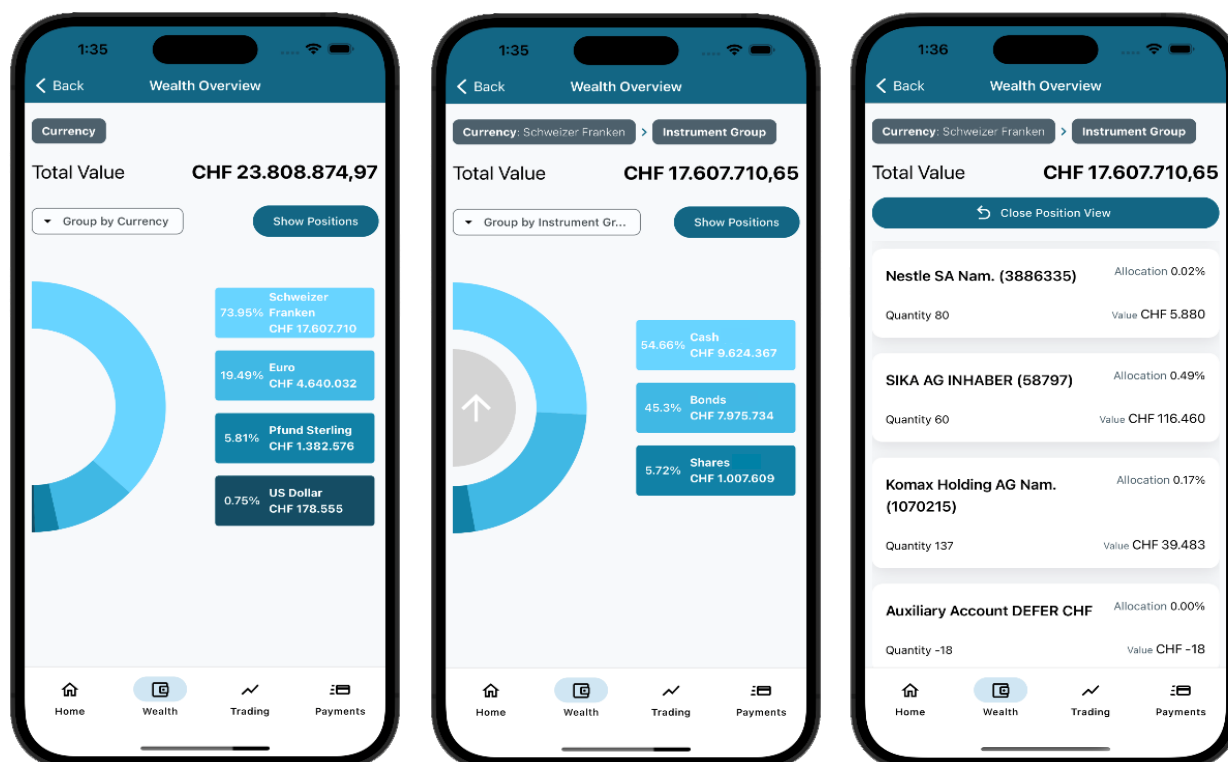 1:35
Back
Wealth Overview
Currency
Total Value
CHF 23.808.874,97
Group by Currency
Show Positions
Schweizer
73.95% Franken
CHF 17.607.710
Euro
19.49%
CHF 4.640.032
Pfund Sterling
5.81%
CHF 1.382.576
US Dollar
0.75%
CHF 178.555
Home
Wealth
Trading
Payments
1:35
Back
Wealth Overview
Currency: Schweizer Franken > Instrument Group
Total Value
CHF 17.607.710,65
Group by Instrument Gr...
Show Positions
Cash
54.66%
CHF 9.624.367
Bonds
45.3%
CHF 7.975.734
Shares
5.72%
CHF 1.007.609
Home
Wealth
Trading
Payments
1:36
Back
Wealth Overview
Currency: Schweizer Franken > Instrument Group
Total Value
CHF 17.607.710,65
Close Position View
Nestle SA Nam. (3886335)
Allocation 0.02%
Quantity 80
Value CHF 5.880
SIKA AG INHABER (58797)
Allocation 0.49%
Quantity 60
Value CHF 116.460
Komax Holding AG Nam.
(1070215)
Allocation 0.17%
Quantity 137
Value CHF 39.483
Auxiliary Account DEFER CHF
Allocation 0.00%
Quantity -18
Value CHF -18
Home
Wealth
Trading
Payments